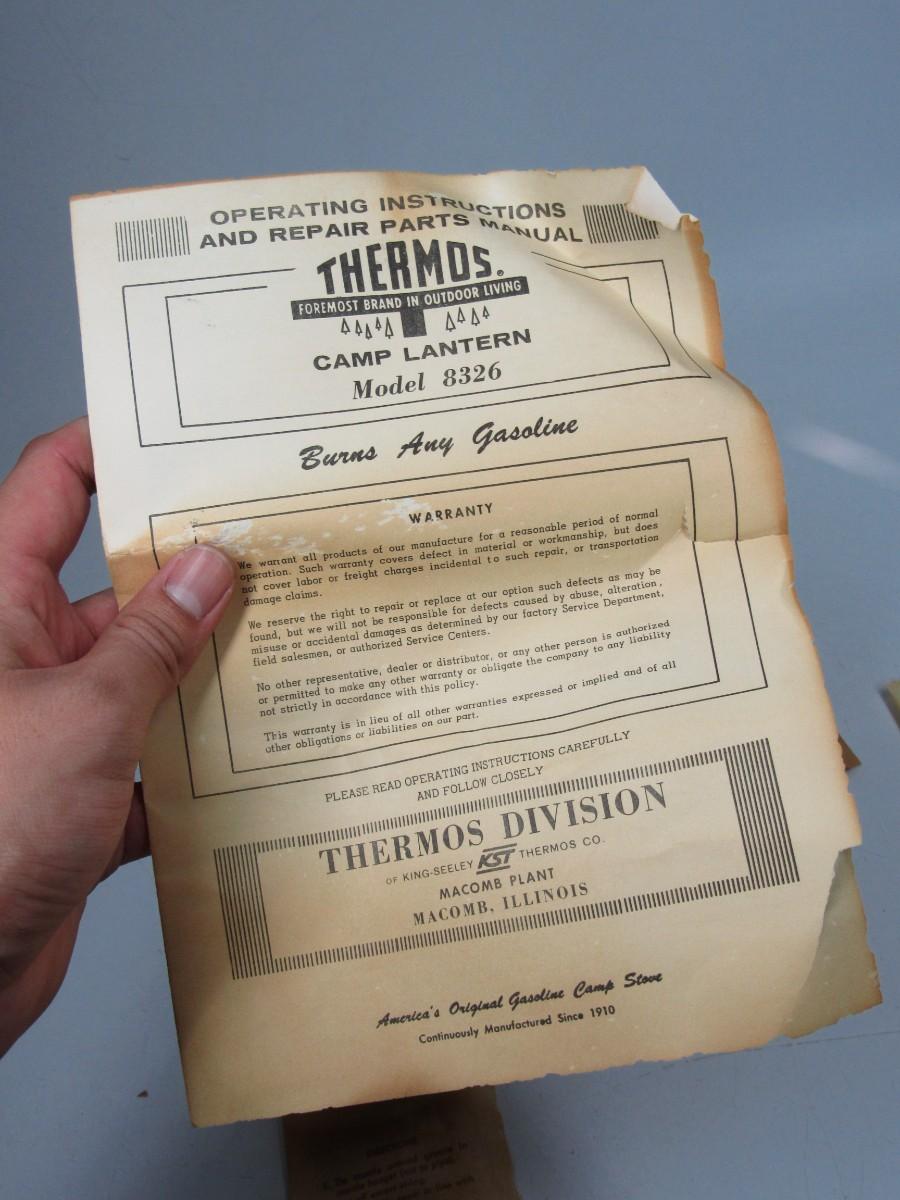 OPERATING INSTRUCTIONS
AND REPAIR PARTS MANUAL
THERMOS®
FOREMOST BRAND IN OUTDOOR LIVING
CAMP LANTERN
Model 8326
Burns Any Gasoline
WARRANTY
We warrant all products of our manufacture for a reasonable period of normal
operation. Such warranty covers defect in material or workmanship, but does
not cover labor or freight charges incidental to such repair, or transportation
damage claims.
We reserve the right to repair or replace at our option such defects as may be
found, but we will not be responsible for defects caused by abuse, alteration,
misuse or accidental damages as determined by our factory Service Department,
field salesmen, or authorized Service Centers.
No other representative, dealer or distributor, or any other person is authorized
or permitted to make any other warranty or obligate the company to any liability
not strictly in accordance with this policy.
This warranty is in lieu of all other warranties expressed or implied and of all
other obligations or liabilities on our part.
PLEASE READ OPERATING INSTRUCTIONS CAREFULLY
AND FOLLOW CLOSELY
THERMOS DIVISION
OF KING-SEELEY KST THERMOS CO.
MACOMB PLANT
MACOMB, ILLINOIS
America's Original Gasoline Camp Stove
Continuously Manufactured Since 1910